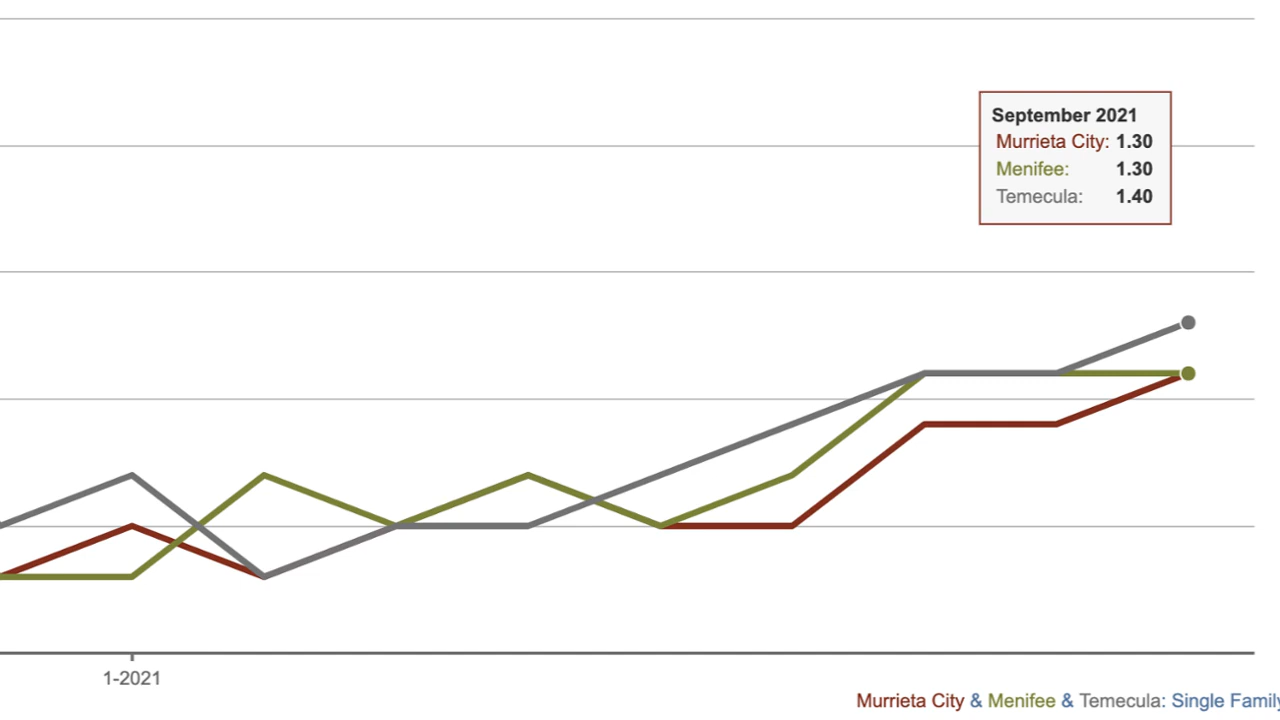 September 2021
Murrieta City: 1.30
Menifee: 1.30
Temecula: 1.40
1-2021
Murrieta City & Menifee & Temecula: Single Family